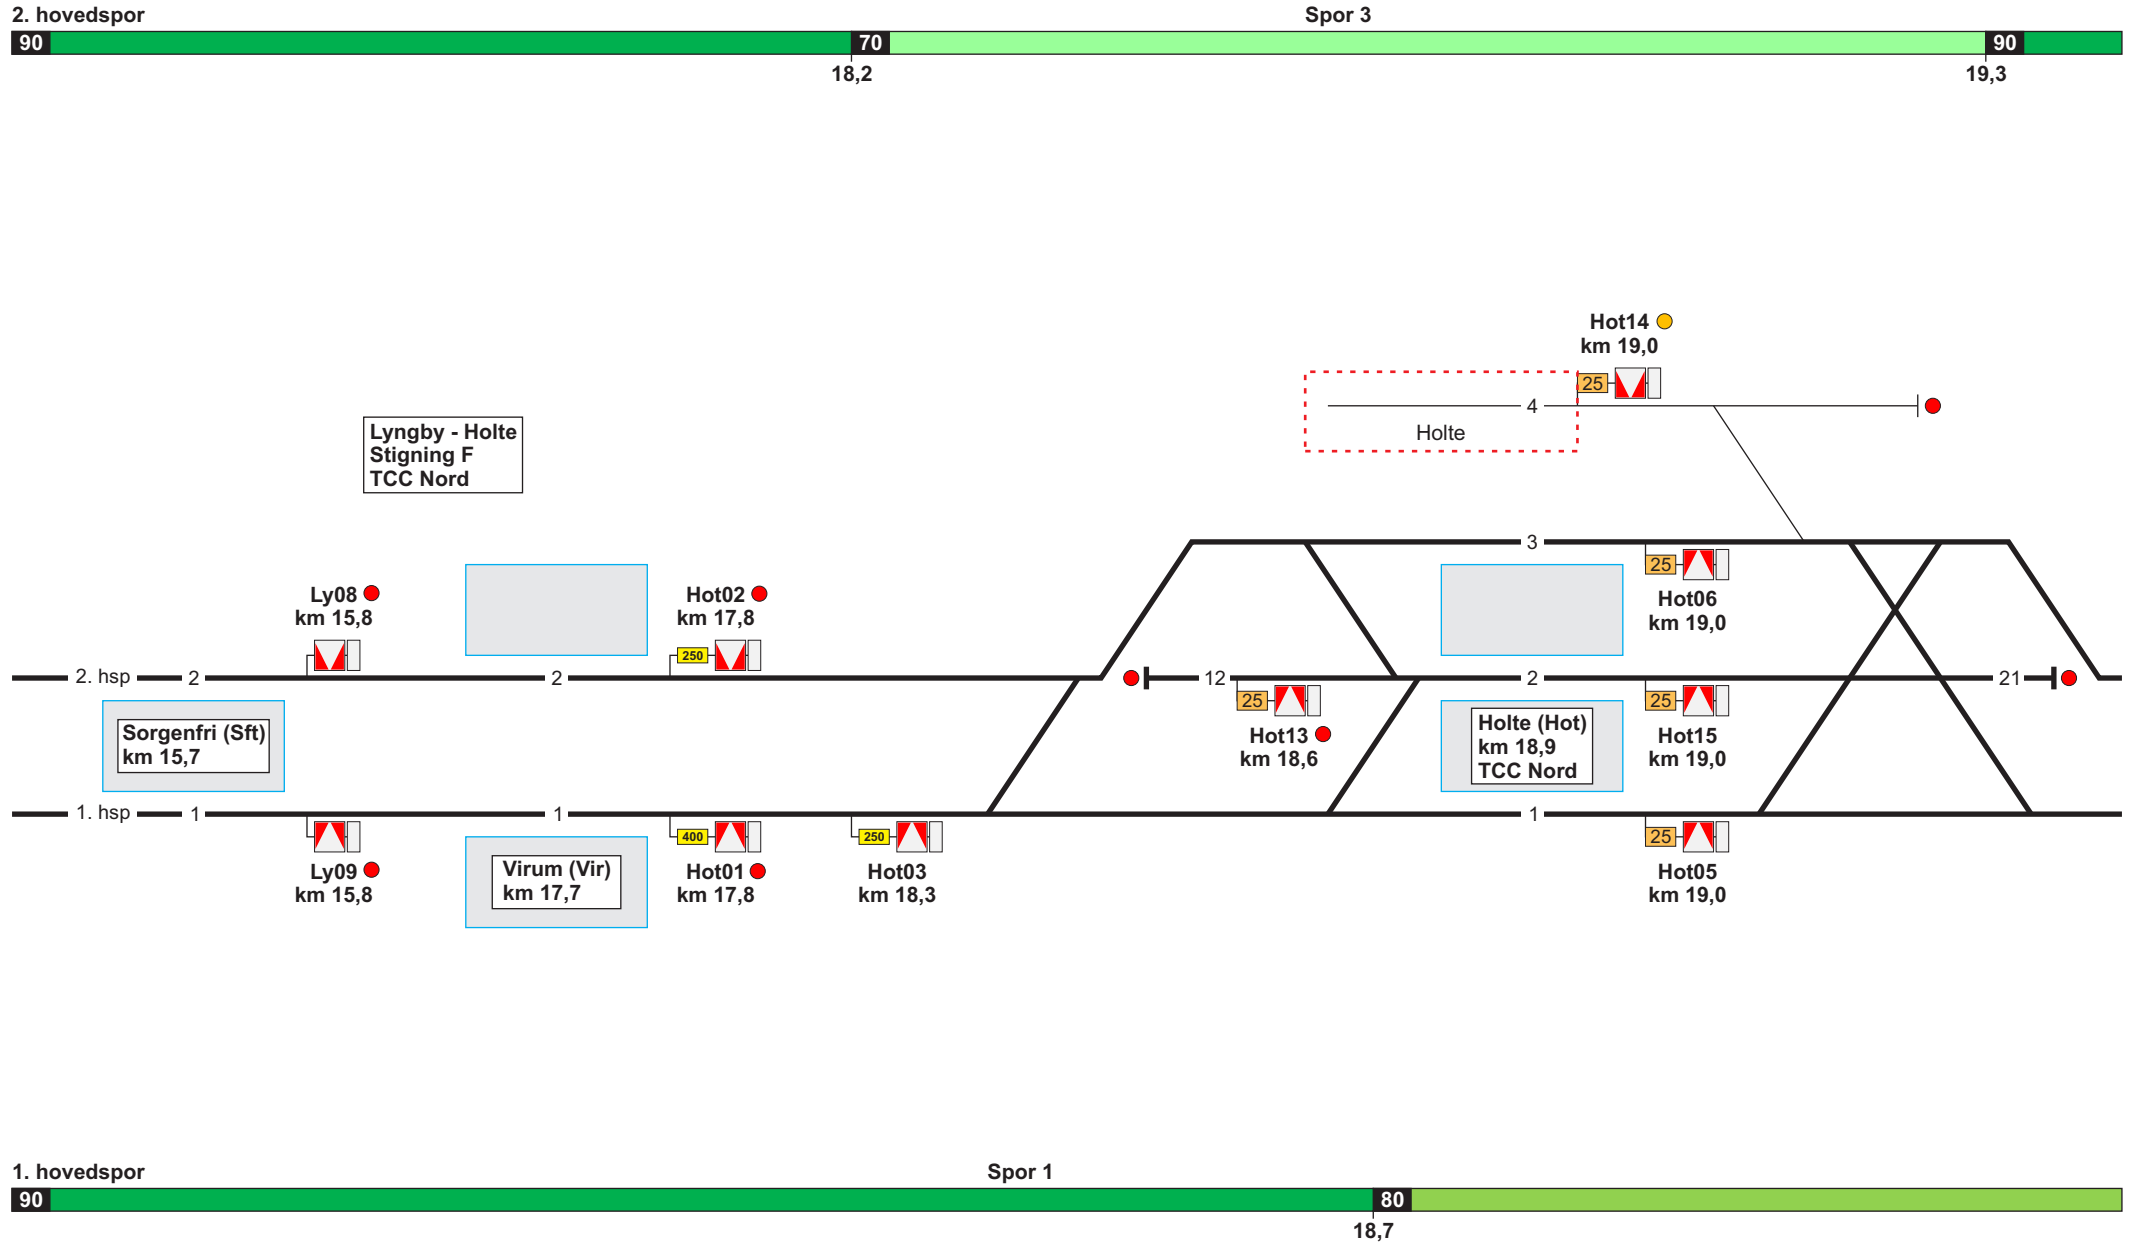 2. hovedspor
Spor 3
90
70
90
18,2
19,3
Hot14
km 19,0
25
4
Holte
Lyngby - Holte
Stigning F
TCC Nord
3
25
Hot06
km 19,0
Ly08
km 15,8
Hot02
km 17,8
250
2. hsp
2
2
12
2
21
25
Hot13
km 18,6
25
Hot15
km 19,0
Sorgenfri (Sft)
km 15,7
Holte (Hot)
km 18,9
TCC Nord
1. hsp
1
1
1
400
250
25
Ly09
km 15,8
Virum (Vir)
km 17,7
Hot01
km 17,8
Hot03
km 18,3
Hot05
km 19,0
1. hovedspor
Spor 1
90
80
18,7